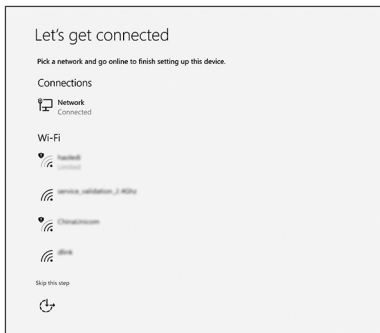 Let's get connected
Pick a network and go online to finish setting up this device.
Connections
Network
Connected
Wi-Fi
Limited
service_validation_2.4Ghz
ChinaUnicom
dlink
Skip this step